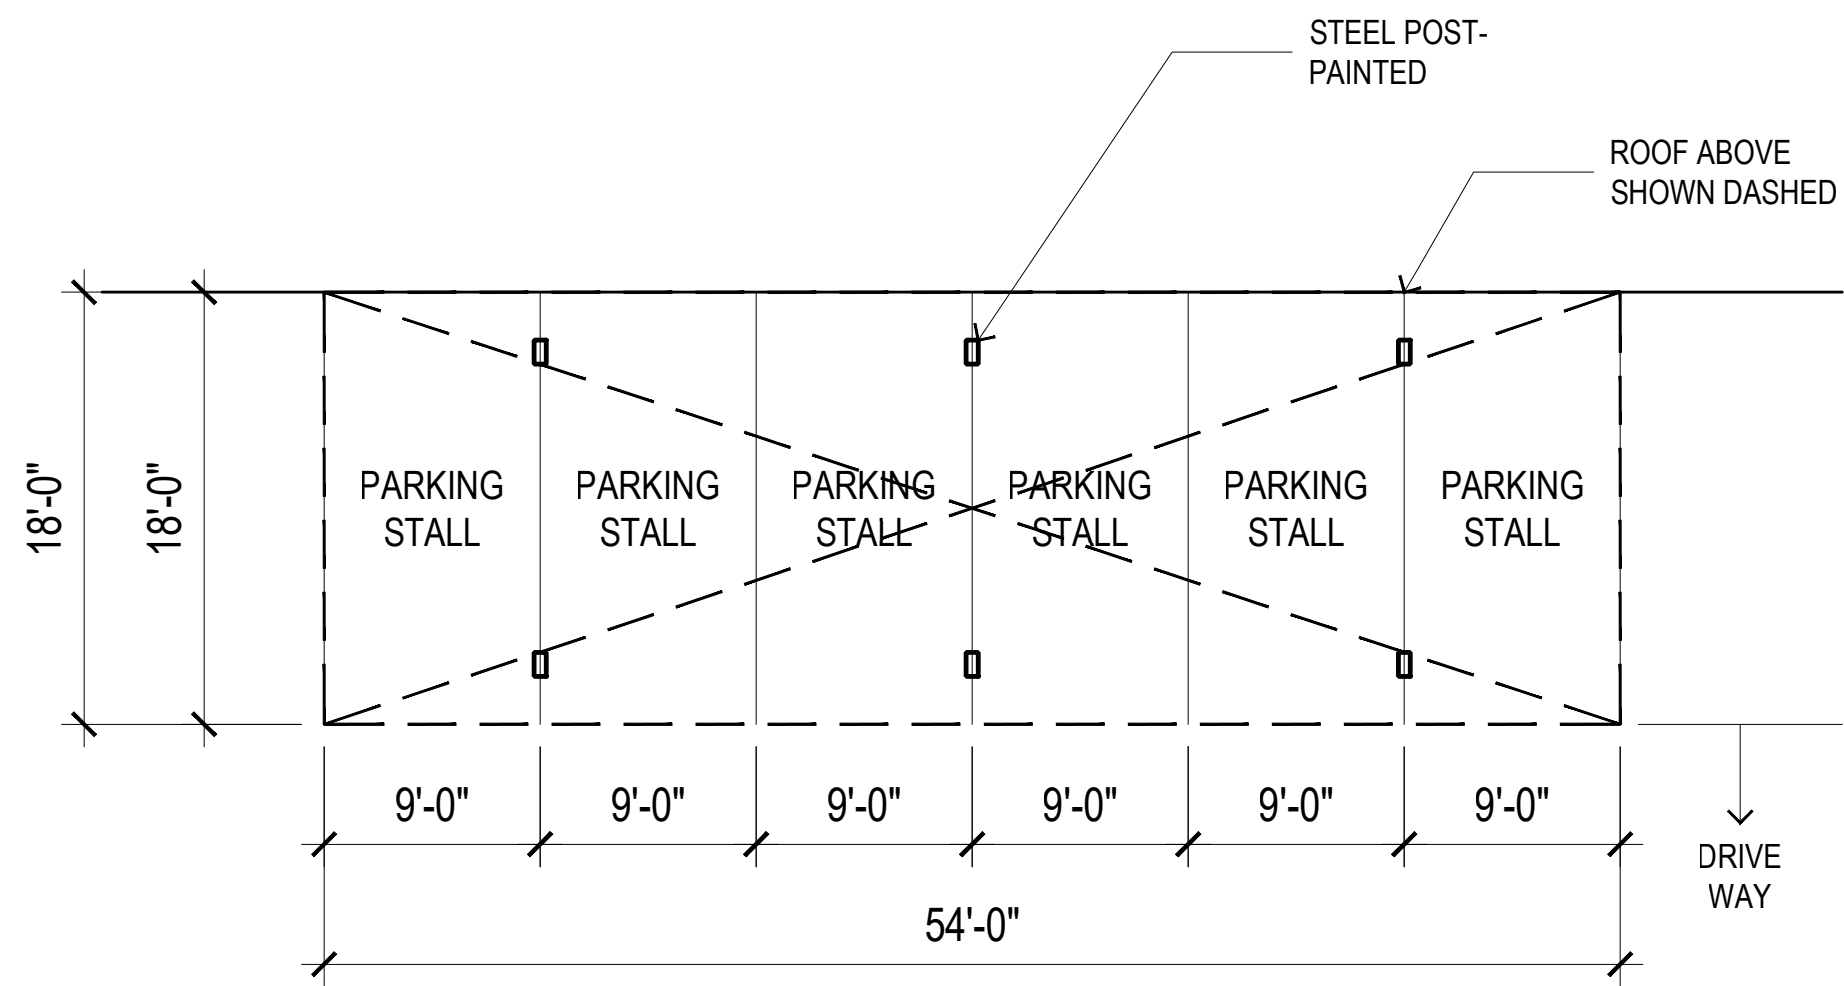 STEEL POST-
PAINTED
ROOF ABOVE
SHOWN DASHED
18'-0"
18'-0"
PARKING
STALL
PARKING
STALL
PARKING
STALL
PARKING
STALL
PARKING
STALL
PARKING
STALL
9'-0"
9'-0"
9'-0"
9'-0"
9'-0"
9'-0"
54'-0"
DRIVE
WAY